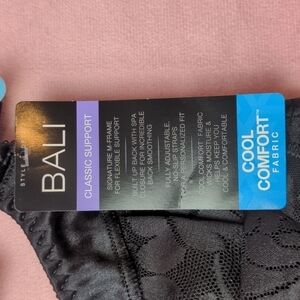 STYLE
BALI
CLASSIC SUPPORT
SIGNATURE M-FRAME
FOR FLEXIBLE SUPPORT
BUILT UP BACK WITH SPA
CLOSURE FOR INCREDIBLE
BACK SMOOTHING
FULLY ADJUSTABLE,
NO-SLIP STRAPS
FOR A PERSONALIZED FIT
COOL COMFORT™ FABRIC
WICKS MOISTURE &
HELPS KEEP YOU
COOL & COMFORTABLE
COOL
COMFORT™
FABRIC